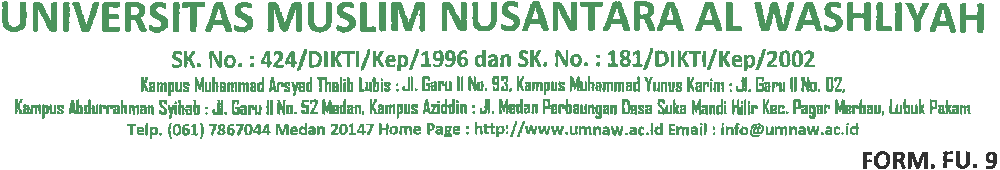 UNIVERSITAS MUSLIM NUSANTARA AL WASHLIYAH
SK. No. : 424/DIKTI/Kep/1996 dan SK. No. : 181/DIKTI/Kep/2002
Kampus Muhammad Arsyad Thalib Lubis : Jl. Garu II No. 93, Kampus Muhammad Yunus Karim : Jl. Garu II No. 02,
Kampus Abdurrahman Syihab : Jl. Garu II No. 52 Medan, Kampus Aziddin : Jl. Medan Perbaungan Desa Suka Mandi Hilir Kec. Pagar Merbau, Lubuk Pakam
Telp. (061) 7867044 Medan 20147 Home Page : http://www.umnaw.ac.id Email : info@umnaw.ac.id
FORM. FU. 9